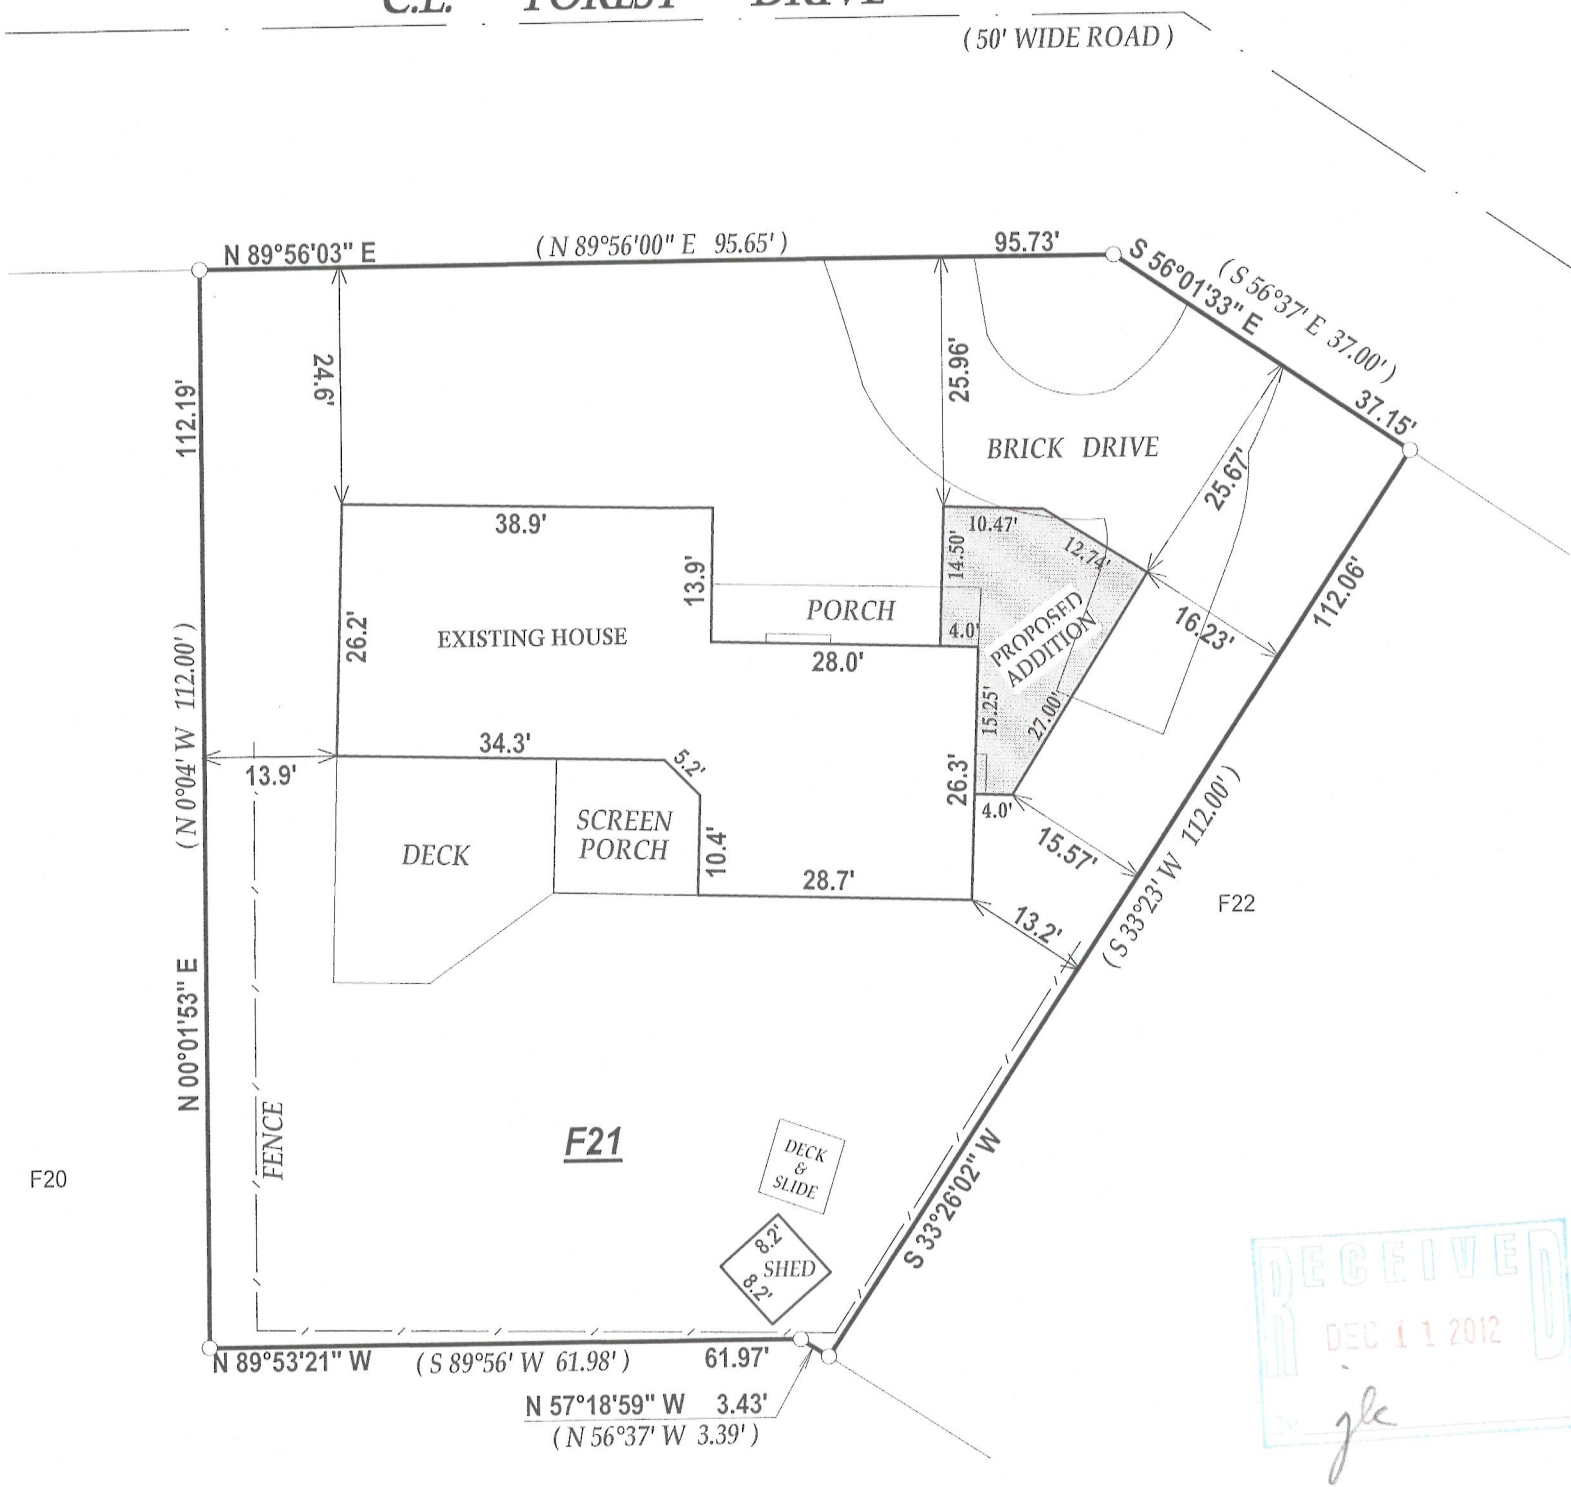 C.L. FOREST DRIVE
( 50' WIDE ROAD )
N 89°56'03" E
( N 89°56'00" E 95.65' )
95.73'
S 56°01'33" E
( S 56°37' E 37.00' )
37.15'
24.6'
25.96'
112.19'
BRICK DRIVE
25.67'
38.9'
10.47'
12.74'
14.50'
13.9'
PORCH
4.0'
PROPOSED
ADDITION
16.23'
112.06'
26.2'
EXISTING HOUSE
28.0'
15.25'
27.00'
( N 0°04' W 112.00' )
34.3'
5.2'
13.9'
26.3'
4.0'
SCREEN
PORCH
DECK
10.4'
15.57'
28.7'
13.2'
( S 33°23' W 112.00' )
F22
N 00°01'53" E
FENCE
F21
DECK
&
SLIDE
S 33°26'02" W
F20
8.2'
SHED
8.2'
N 89°53'21" W
( S 89°56' W 61.98' )
61.97'
N 57°18'59" W 3.43'
( N 56°37' W 3.39' )
RECEIVED
DEC 11 2012
jlc